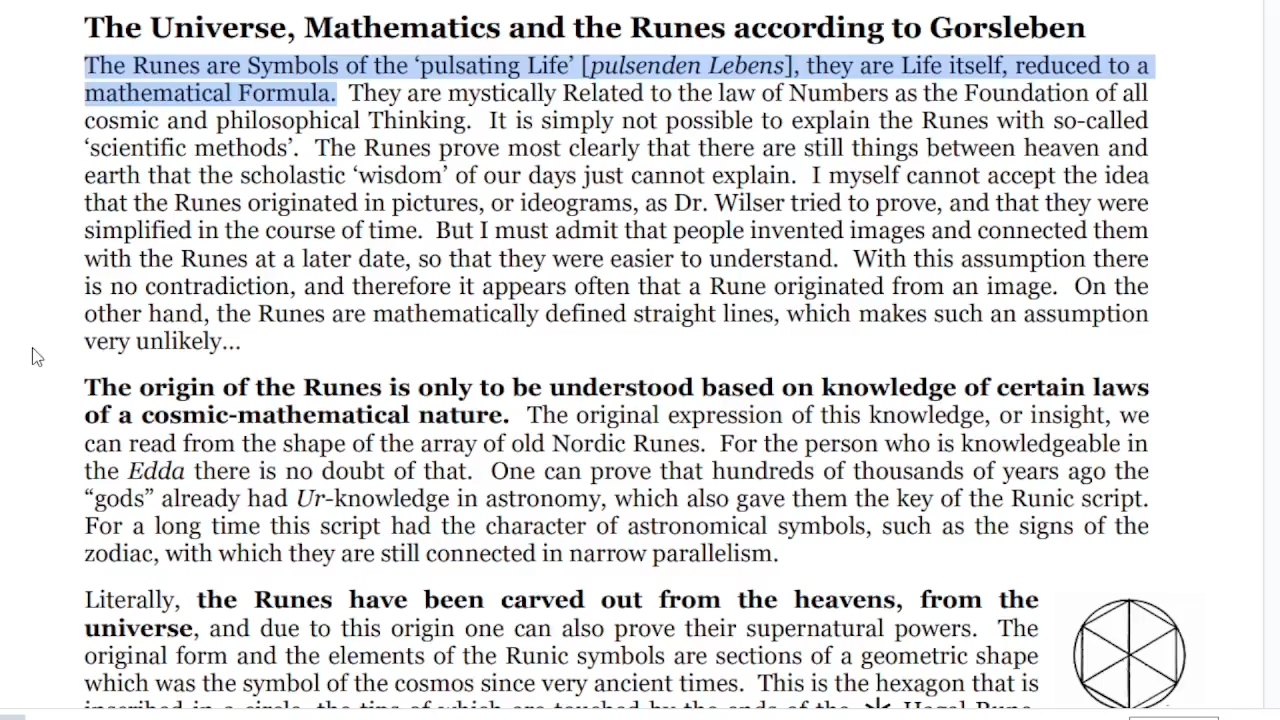 The Universe, Mathematics and the Runes according to Gorsleben
The Runes are Symbols of the ‘pulsating Life’ [pulsenden Lebens], they are Life itself, reduced to a
mathematical Formula.  They are mystically Related to the law of Numbers as the Foundation of all
cosmic and philosophical Thinking.  It is simply not possible to explain the Runes with so-called
‘scientific methods’.  The Runes prove most clearly that there are still things between heaven and
earth that the scholastic ‘wisdom’ of our days just cannot explain.  I myself cannot accept the idea
that the Runes originated in pictures, or ideograms, as Dr. Wilser tried to prove, and that they were
simplified in the course of time.  But I must admit that people invented images and connected them
with the Runes at a later date, so that they were easier to understand.  With this assumption there
is no contradiction, and therefore it appears often that a Rune originated from an image.  On the
other hand, the Runes are mathematically defined straight lines, which makes such an assumption
very unlikely…
The origin of the Runes is only to be understood based on knowledge of certain laws
of a cosmic-mathematical nature.  The original expression of this knowledge, or insight, we
can read from the shape of the array of old Nordic Runes.  For the person who is knowledgeable in
the Edda there is no doubt of that.  One can prove that hundreds of thousands of years ago the
“gods” already had Ur-knowledge in astronomy, which also gave them the key of the Runic script.
For a long time this script had the character of astronomical symbols, such as the signs of the
zodiac, with which they are still connected in narrow parallelism.
Literally, the Runes have been carved out from the heavens, from the
universe, and due to this origin one can also prove their supernatural powers.  The
original form and the elements of the Runic symbols are sections of a geometric shape
which was the symbol of the cosmos since very ancient times.  This is the hexagon that is
inscribed in a circle, the tips of which are touched by the ends of the